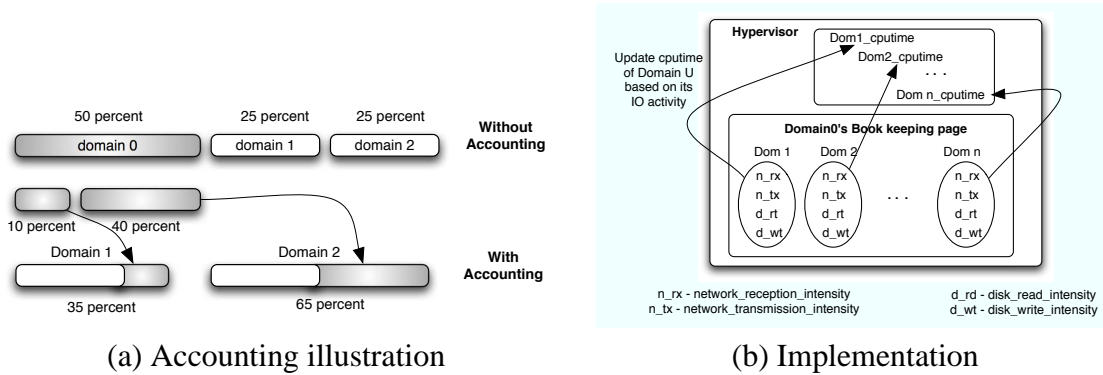 50 percent
25 percent
25 percent
domain 0
domain 1
domain 2
Without
Accounting
10 percent
40 percent
Domain 1
Domain 2
With
Accounting
35 percent
65 percent
(a) Accounting illustration
Hypervisor
Dom1_cputime
Dom2_cputime
. . .
Dom n_cputime
Update cputime
of Domain U
based on its
IO activity
Domain0's Book keeping page
Dom 1
Dom 2
Dom n
n_rx
n_tx
d_rt
d_wt
n_rx
n_tx
d_rt
d_wt
. . .
n_rx
n_tx
d_rt
d_wt
n_rx - network_reception_intensity
n_tx - network_transmission_intensity
d_rd - disk_read_intensity
d_wt - disk_write_intensity
(b) Implementation